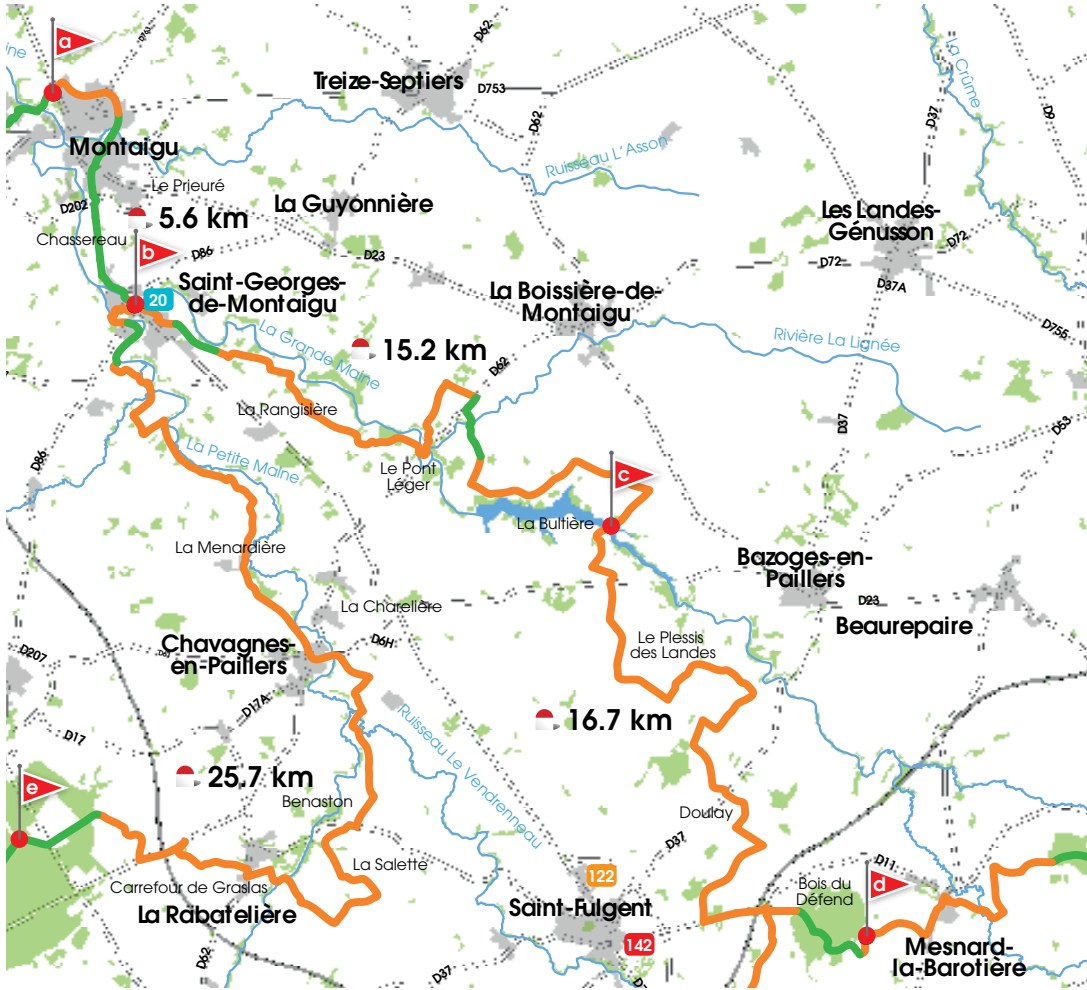 a
ine
D763
D62
Treize-Septiers
D753
D62
La Crûme
D37
D9
Montaigu
Ruisseau L'Asson
Le Prieuré
D202
5.6 km
La Guyonnière
Chassereau
b
D86
D23
Les Landes-
Génusson
D72
D72
D37A
Saint-Georges-
de-Montaigu
20
La Boissière-de-
Montaigu
La Grande Maine
15.2 km
D62
Rivière La Lignée
D755
La Rangisière
D37
D53
D86
La Petite Maine
Le Pont
Léger
c
La Bultière
La Menardière
Bazoges-en-
Pailлers
D23
Beaurepaire
La Charelière
D6H
Le Plessis
des Landes
Chavagnes-
en-Paillers
D207
D61
D17A
D17
Ruisseau Le Vendrenneau
16.7 km
25.7 km
e
Benaston
Doulay
D37
La Salette
Carrefour de Graslas
La Rabatelière
122
Saint-Fulgent
142
D11
Bois du
Défend
d
Mesnard-
la-Barotière
D62
D37